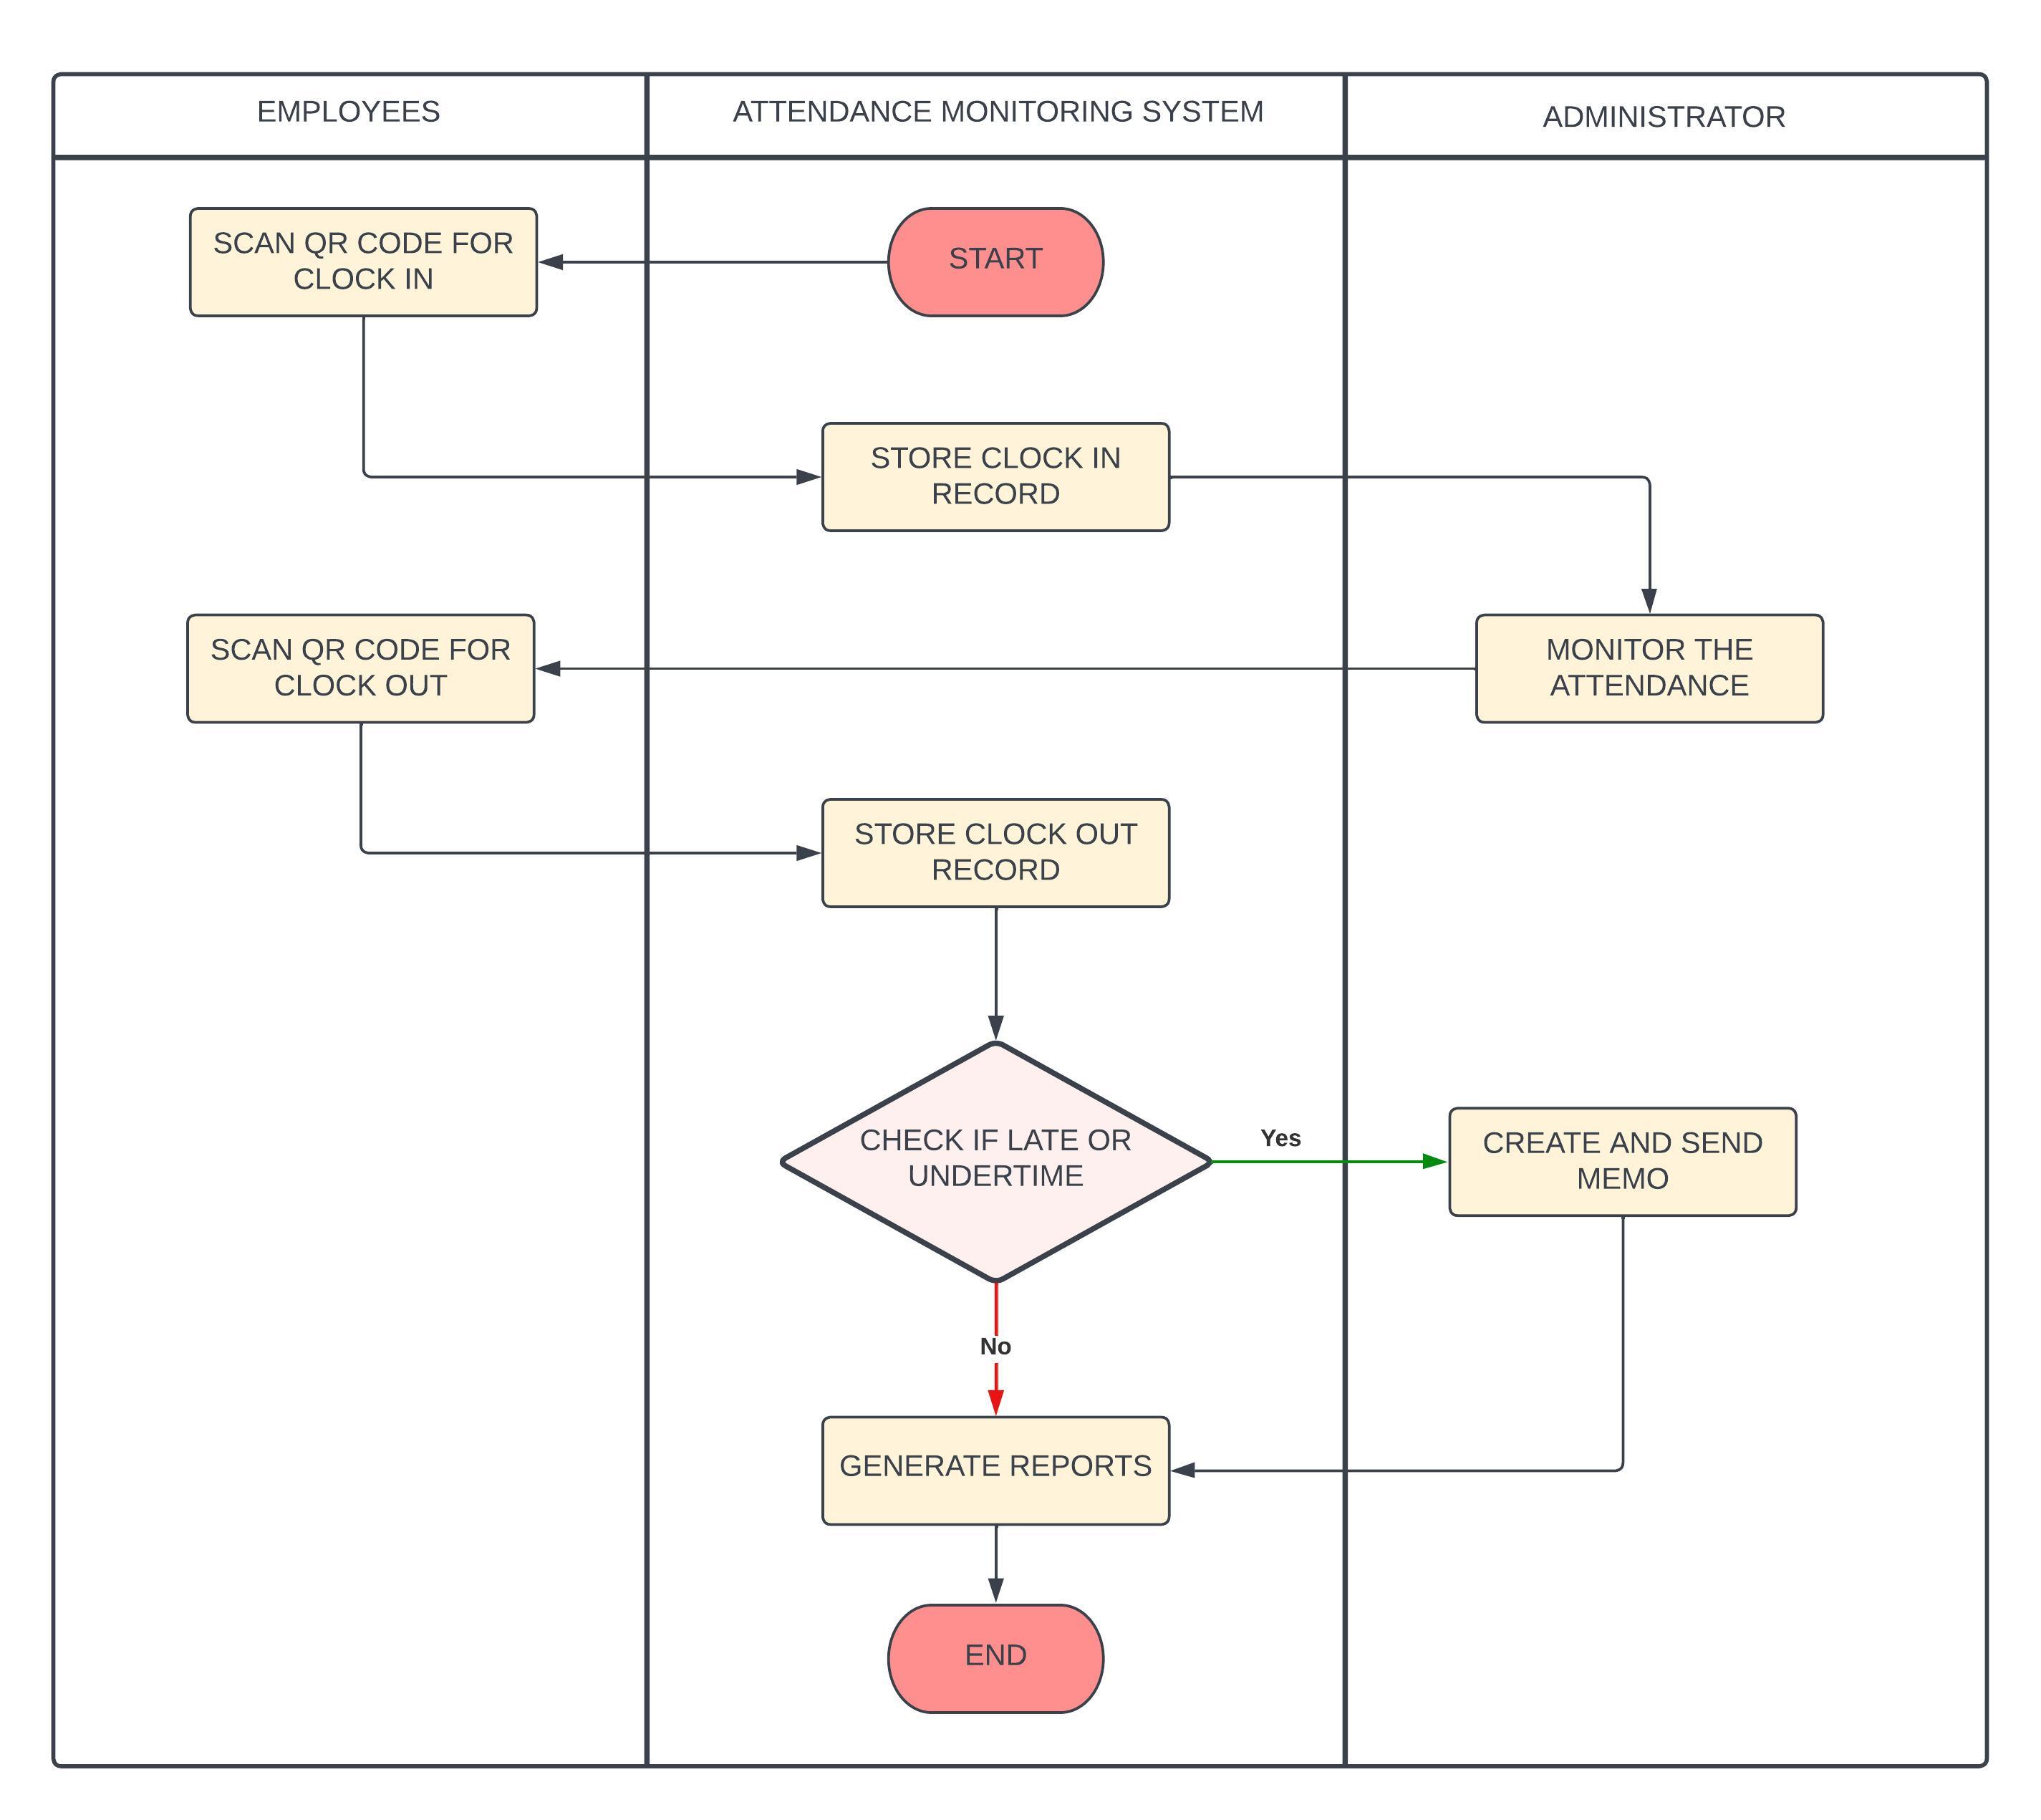 EMPLOYEES
ATTENDANCE MONITORING SYSTEM
ADMINISTRATOR
SCAN QR CODE FOR
CLOCK IN
START
STORE CLOCK IN
RECORD
SCAN QR CODE FOR
CLOCK OUT
MONITOR THE
ATTENDANCE
STORE CLOCK OUT
RECORD
CHECK IF LATE OR
UNDERTIME
Yes
CREATE AND SEND
MEMO
No
GENERATE REPORTS
END